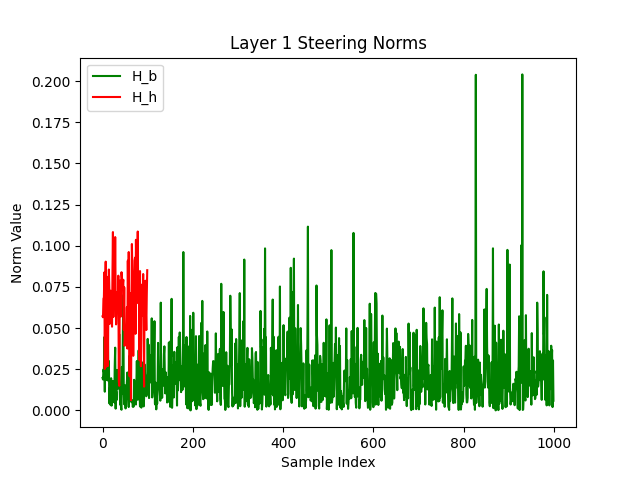 Layer 1 Steering Norms
H_b
H_h
Norm Value
0.200
0.175
0.150
0.125
0.100
0.075
0.050
0.025
0.000
0 200 400 600 800 1000
Sample Index